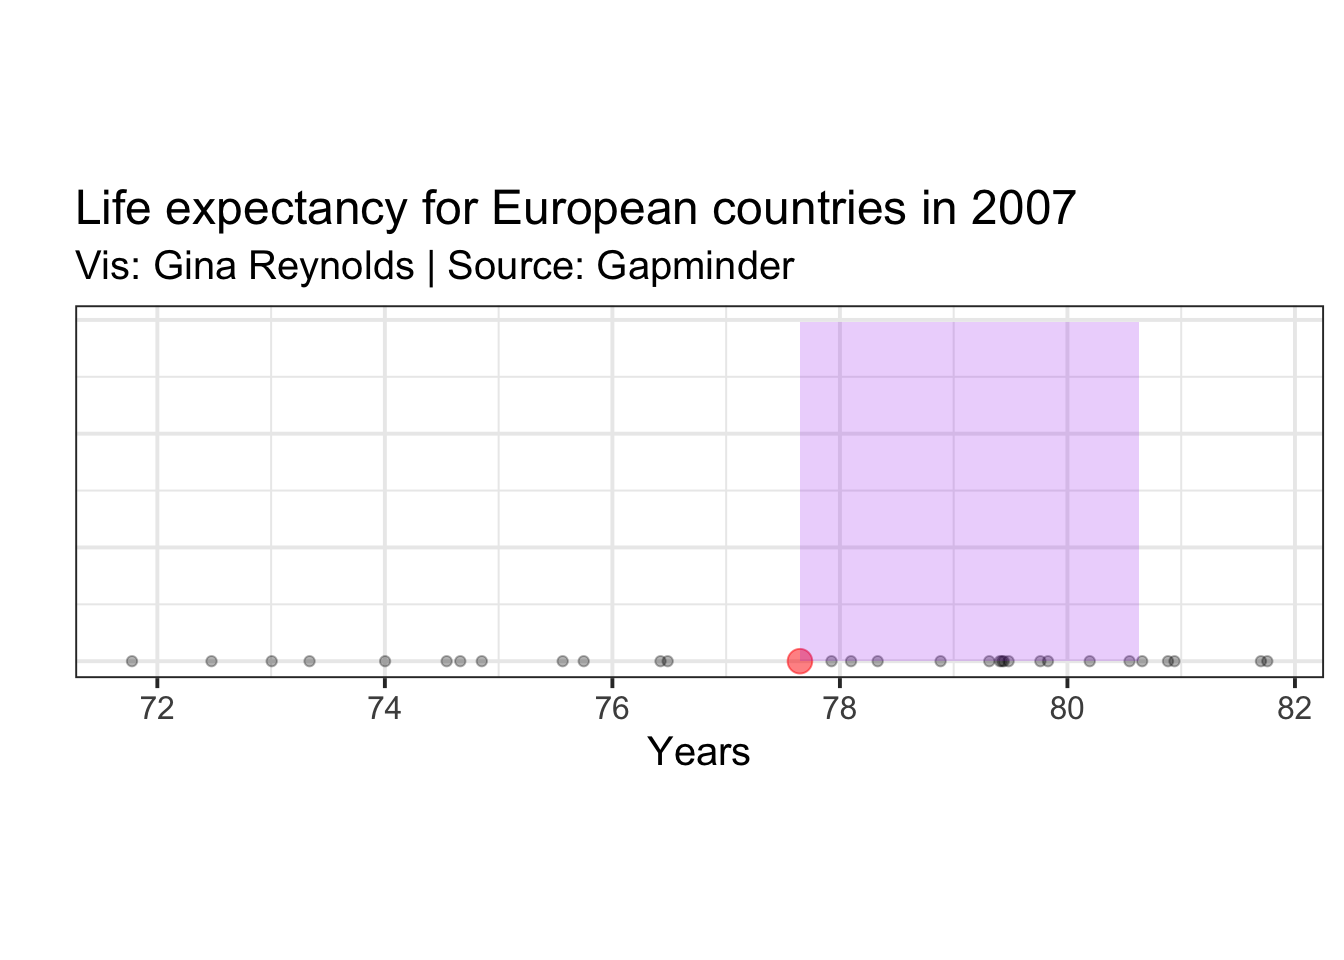 Life expectancy for European countries in 2007
Vis: Gina Reynolds | Source: Gapminder
72 74 76 78 80 82
Years